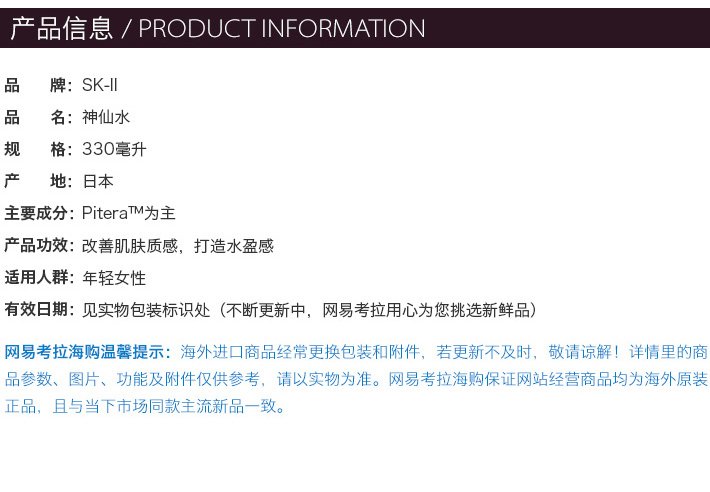 产品信息 / PRODUCT INFORMATION
品 牌：SK-II
品 名：神仙水
规 格：330毫升
产 地：日本
主要成分：Pitera™为主
产品功效：改善肌肤质感，打造水盈感
适用人群：年轻女性
有效日期：见实物包装标识处（不断更新中，网易考拉用心为您挑选新鲜品）
网易考拉海购温馨提示：海外进口商品经常更换包装和附件，若更新不及时，敬请谅解！详情里的商
品参数、图片、功能及附件仅供参考，请以实物为准。网易考拉海购保证网站经营商品均为海外原装
正品，且与当下市场同款主流新品一致。